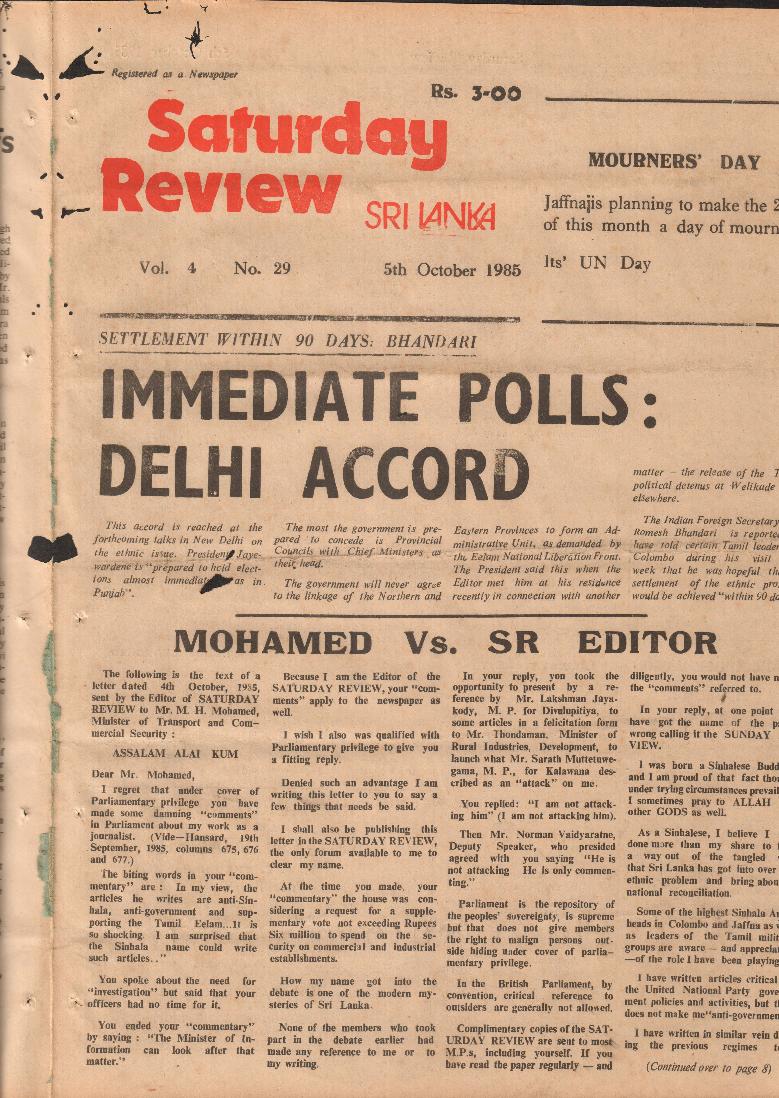 Registered as a Newspaper
Rs. 3-00
Saturday
Review
SRI LANKA
Vol. 4 No. 29 5th October 1985
MOURNERS' DAY
Jaffnajis planning to make the 2
of this month a day of mourn
Its' UN Day
SETTLEMENT WITHIN 90 DAYS: BHANDARI
IMMEDIATE POLLS:
DELHI ACCORD
This accord is reached at the
forthcoming talks in New Delhi on
the ethnic issue. President Jaye-
wardene is "prepared to hold elect-
ions almost immediate as in
Punjab".
The most the government is pre-
pared to concede is Provincial
Councils with Chief Ministers as
their head.
The government will never agree
to the linkage of the Northern and
Eastern Provinces to form an Ad-
ministrative Unit, as demanded by
the Eelam National Liberation Front.
The President said this when the
Editor met him at his residence
recently in connection with another
matter — the release of the T
political detenus at Welikade
elsewhere.
The Indian Foreign Secretary
Romesh Bhandari is reporte
have told certain Tamil leader
Colombo during his visit
week that he was hopeful th
settlement of the ethnic pro
would be achieved "within 90 da
MOHAMED Vs. SR EDITOR
The following is the text of a
letter dated 4th October, 1985,
sent by the Editor of SATURDAY
REVIEW to Mr. M. H. Mohamed,
Minister of Transport and Com-
mercial Security :
ASSALAM ALAI KUM
Dear Mr. Mohamed,
I regret that under cover of
Parliamentary privilege you have
made some damning "comments"
in Parliament about my work as a
journalist. (Vide—Hansard, 19th
September, 1985, columns 675, 676
and 677.)
The biting words in your "com-
mentary" are : In my view, the
articles he writes are anti-Sin-
hala, anti-government and sup-
porting the Tamil Eelam...It is
so shocking. I am surprised that
the Sinhala name could write
such articles.."
You spoke about the need for
"investigation" but said that your
officers had no time for it.
You ended your "commentary"
by saying : "The Minister of In-
formation can look after that
matter."
Because I am the Editor of the
SATURDAY REVIEW, your "com-
ments" apply to the newspaper as
well.
I wish I also was qualified with
Parliamentary privilege to give you
a fitting reply.
Denied such an advantage I am
writing this letter to you to say a
few things that needs be said.
I shall also be publishing this
letter in the SATURDAY REVIEW,
the only forum available to me to
clear my name.
At the time you made, your
"commentary" the house was con-
sidering a request for a supple-
mentary vote not exceeding Rupees
Six million to spend on the se-
curity on commercial and industrial
establishments.
How my name got into the
debate is one of the modern my-
steries of Sri Lanka.
None of the members who took
part in the debate earlier had
made any reference to me or to
my writing.
In your reply, you took the
opportunity to present by a re-
ference by Mr. Lakshman Jaya-
kody, M. P. for Divulupitiya, to
some articles in a felicitation form
to Mr. Thondaman, Minister of
Rural Industries, Development, to
launch what Mr. Sarath Muttetuwe-
gama, M. P., for Kalawana des-
cribed as an "attack" on me.
You replied: "I am not attack-
ing him" (I am not attacking him).
Then Mr. Norman Vaidyaratne,
Deputy Speaker, who presided
agreed with you saying "He is
not attacking He is only commen-
ting."
Parliament is the repository of
the peoples' sovereignty, is supreme
but that does not give members
the right to malign persons out-
side hiding under cover of parlia-
mentary privilege.
In the British Parliament, by
convention, critical reference to
outsiders are generally not allowed.
Complimentary copies of the SAT-
URDAY REVIEW are sent to most
M.P.s, including yourself. If you
have read the paper regularly — and
diligently, you would not have n
the "comments" referred to.
In your reply, at one point
have got the name of the p
wrong calling it the SUNDAY
VIEW.
I was born a Sinhalese Budd
and I am proud of that fact thou
under trying circumstances prevail
I sometimes pray to ALLAH
other GODS as well.
As a Sinhalese, I believe I
done more than my share to f
a way out of the tangled
that Sri Lanka has got into over
ethnic problem and bring abou
national reconcilation.
Some of the highest Sinhala A
heads in Colombo and Jaffna as w
as leaders of the Tamil milit
groups are aware — and appreciat
—of the role I have been playing
I have written articles critical
the United National Party gove
ment policies and activities, but th
does not make me "anti-governmen
I have written in similar vein d
ing the previous regimes t
(Continued over to page 8)